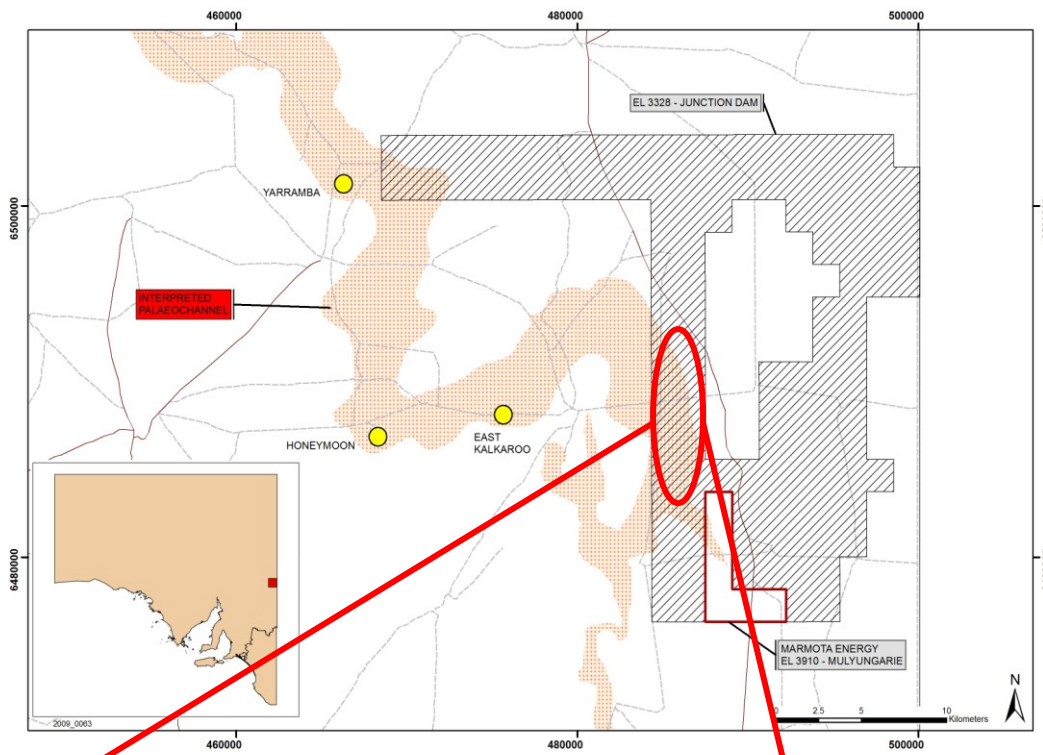 460000
480000
500000
EL 3328 - JUNCTION DAM
YARRAMBA
6500000
INTERPRETED
PALAEOCHANNEL
HONEYMOON
EAST
KALKAROO
6480000
MARMOTA ENERGY
EL 3910 - MULYUNGARIE
N
0 2.5 5 10
Kilometers
2009_0063
460000
480000
500000